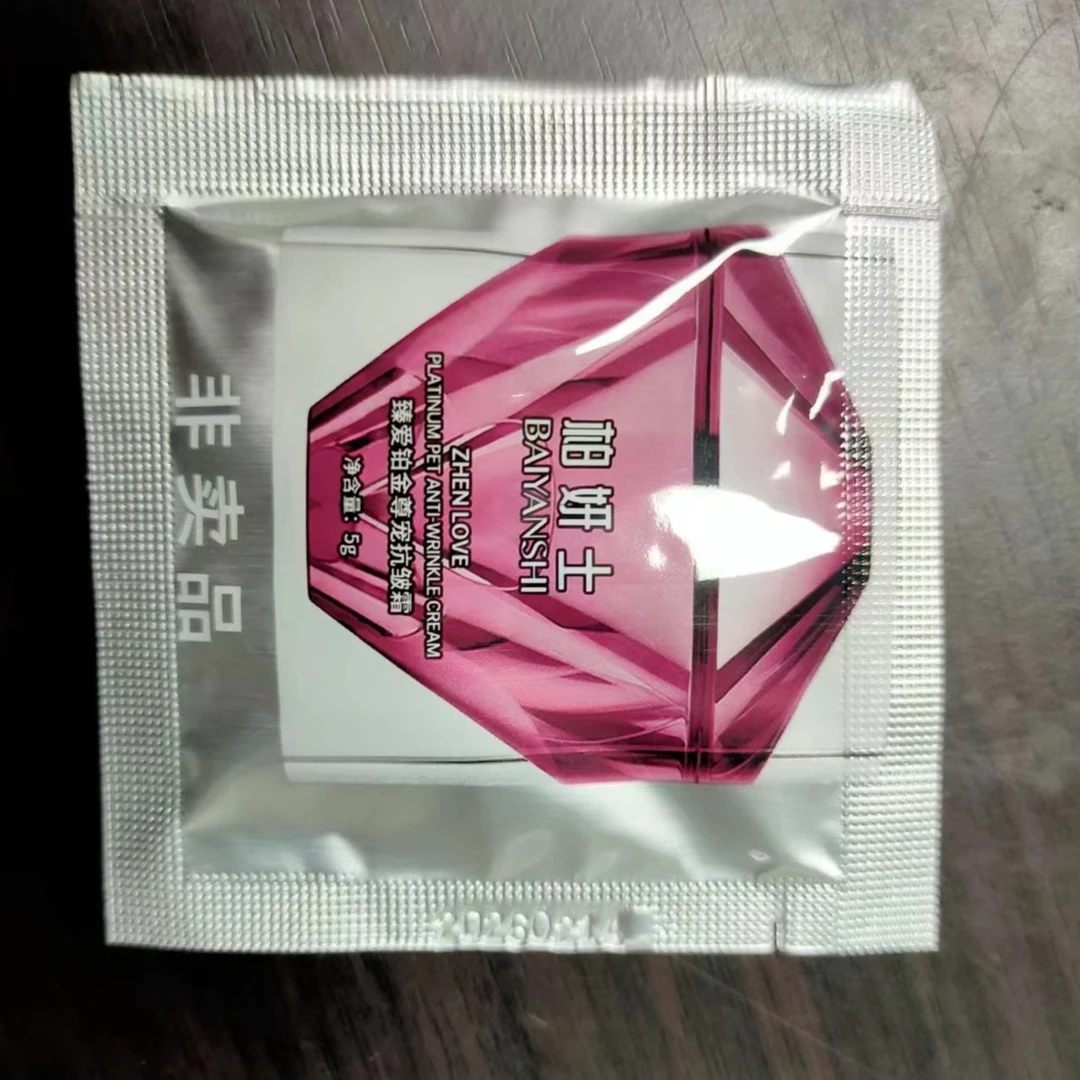 柏妍士
BAIYANSHI
ZHEN LOVE
PLATINUM PET ANTI-WRINKLE CREAM
臻爱铂金尊宠抗皱霜
净含量：5g
非卖品